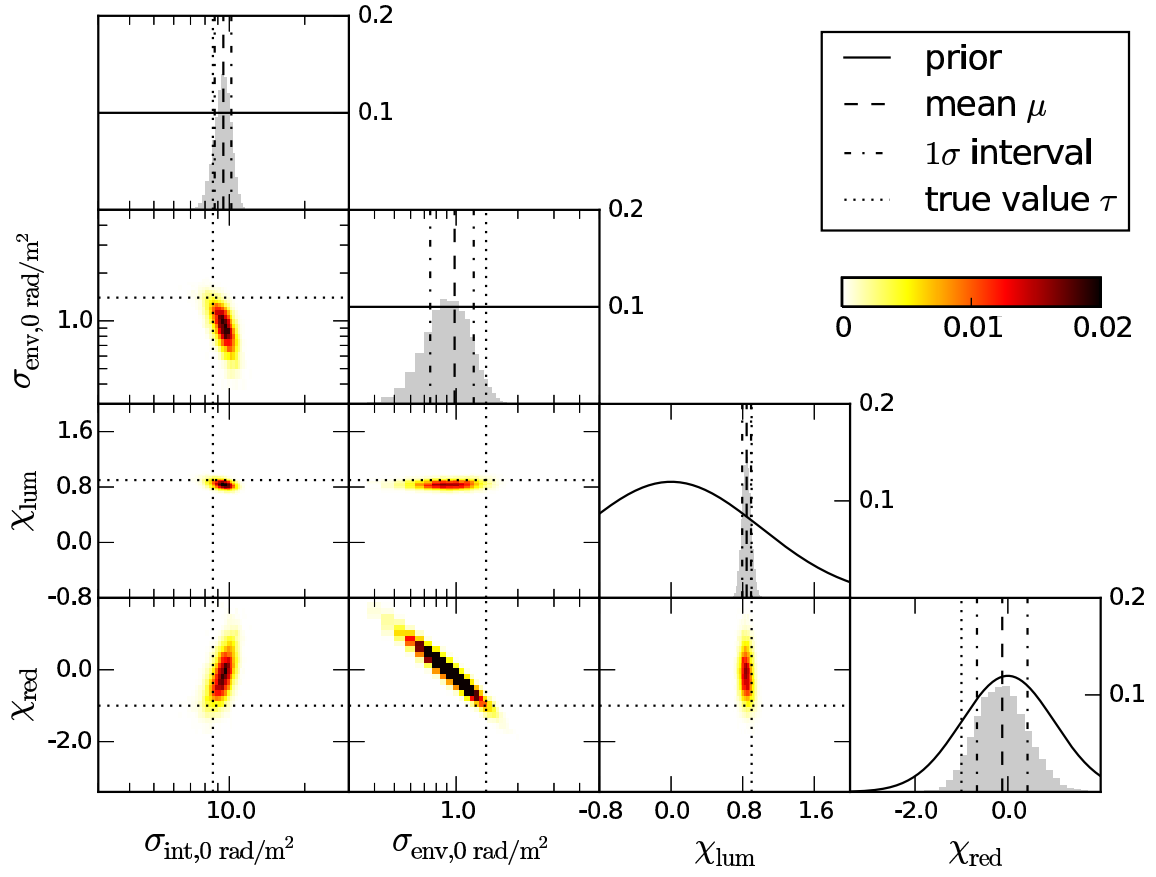 0.2
0.1
prior
mean μ
1σ interval
true value τ
0 0.01 0.02
σenv,0 rad/m²
1.0
0.2
0.1
χlum
1.6
0.8
0.0
-0.8
0.2
0.1
χred
0.0
-2.0
0.2
0.1
10.0 1.0 -0.8 0.0 0.8 1.6 -2.0 0.0
σint,0 rad/m² σenv,0 rad/m² χlum χred